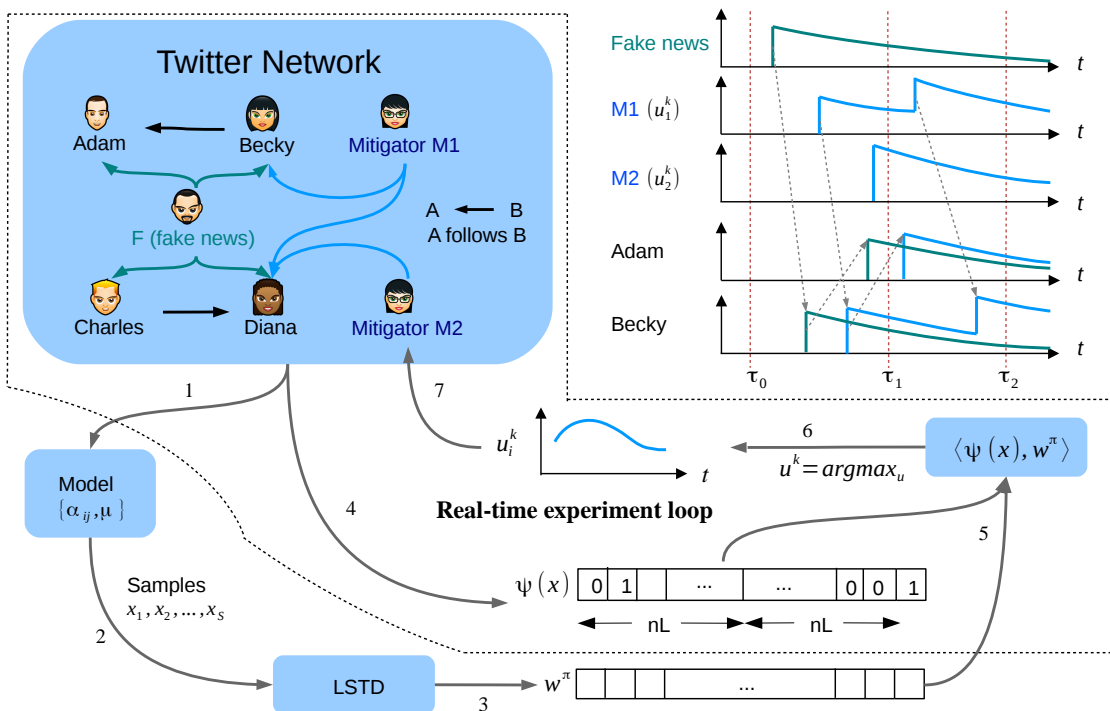 Twitter Network
Adam
Becky
Mitigator M1
F (fake news)
A B
A follows B
Charles
Diana
Mitigator M2
Fake news
t
M1 (u₁ᵏ)
t
M2 (u₂ᵏ)
t
Adam
t
Becky
t
τ₀ τ₁ τ₂
1
7
Model
{αᵢⱼ,μ}
4
uᵢᵏ
t
6
uᵏ=argmaxᵤ
⟨ψ(x),w^π⟩
Real-time experiment loop
5
Samples
x₁,x₂,...,x_S
2
ψ(x) 0 1 ... ... 0 0 1
nL nL
LSTD
3
w^π ...